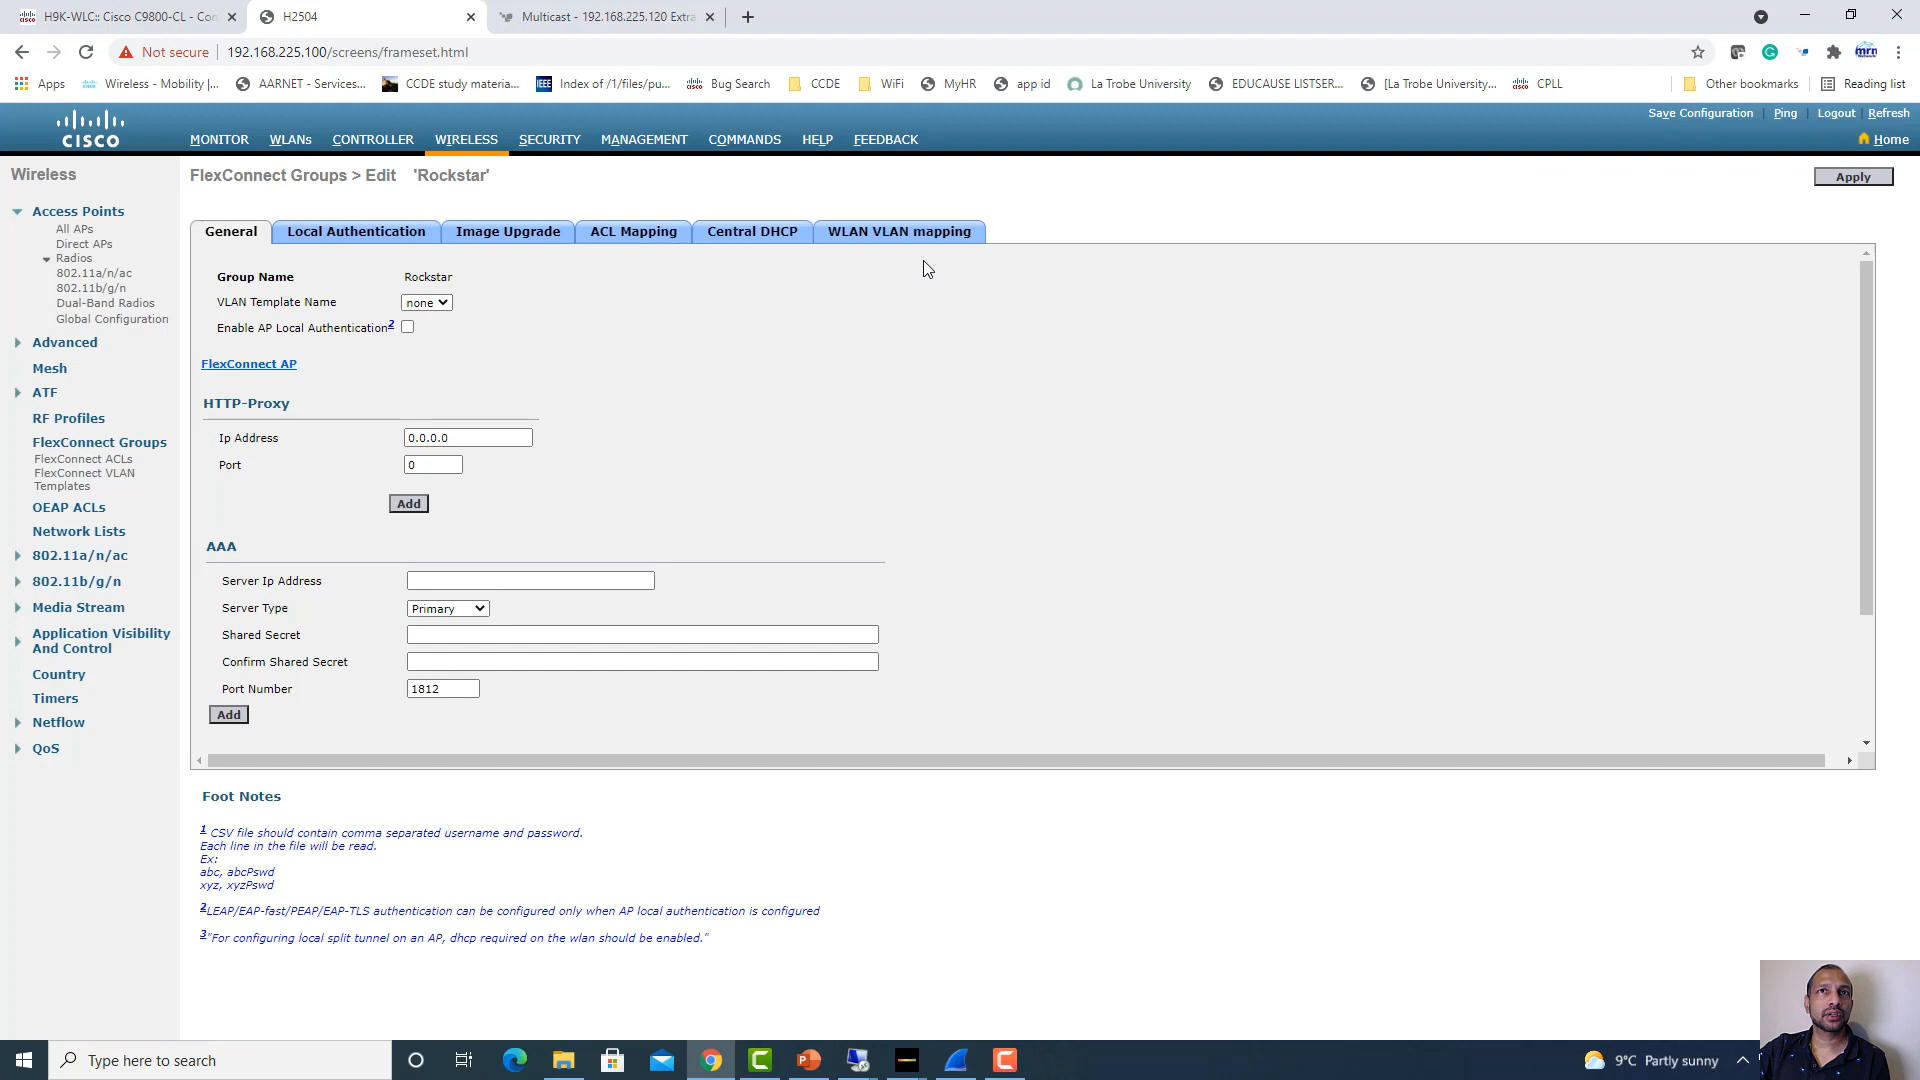 H9K-WLC:: Cisco C9800-CL - Con
H2504
Multicast - 192.168.225.120 Extra
Not secure
192.168.225.100/screens/frameset.html
Apps
Wireless - Mobility |...
AARNET - Services...
CCDE study materia...
IEEE
Index of /1/files/pu...
Bug Search
CCDE
WiFi
MyHR
app id
La Trobe University
EDUCAUSE LISTSER...
[La Trobe University...
CPLL
Other bookmarks
Reading list
Save Configuration
Ping
Logout
Refresh
CISCO
MONITOR WLANs CONTROLLER WIRELESS SECURITY MANAGEMENT COMMANDS HELP FEEDBACK
Home
Wireless
Access Points
All APs
Direct APs
Radios
802.11a/n/ac
802.11b/g/n
Dual-Band Radios
Global Configuration
Advanced
Mesh
ATF
RF Profiles
FlexConnect Groups
FlexConnect ACLs
FlexConnect VLAN
Templates
OEAP ACLs
Network Lists
802.11a/n/ac
802.11b/g/n
Media Stream
Application Visibility
And Control
Country
Timers
Netflow
QoS
FlexConnect Groups > Edit 'Rockstar'
Apply
General
Local Authentication
Image Upgrade
ACL Mapping
Central DHCP
WLAN VLAN mapping
Group Name Rockstar
VLAN Template Name none
Enable AP Local Authentication2
FlexConnect AP
HTTP-Proxy
Ip Address 0.0.0.0
Port 0
Add
AAA
Server Ip Address
Server Type Primary
Shared Secret
Confirm Shared Secret
Port Number 1812
Add
Foot Notes
1 CSV file should contain comma separated username and password.
Each line in the file will be read.
Ex:
abc, abcPswd
xyz, xyzPswd
2LEAP/EAP-fast/PEAP/EAP-TLS authentication can be configured only when AP local authentication is configured
3"For configuring local split tunnel on an AP, dhcp required on the wlan should be enabled."
Type here to search
9°C Partly sunny